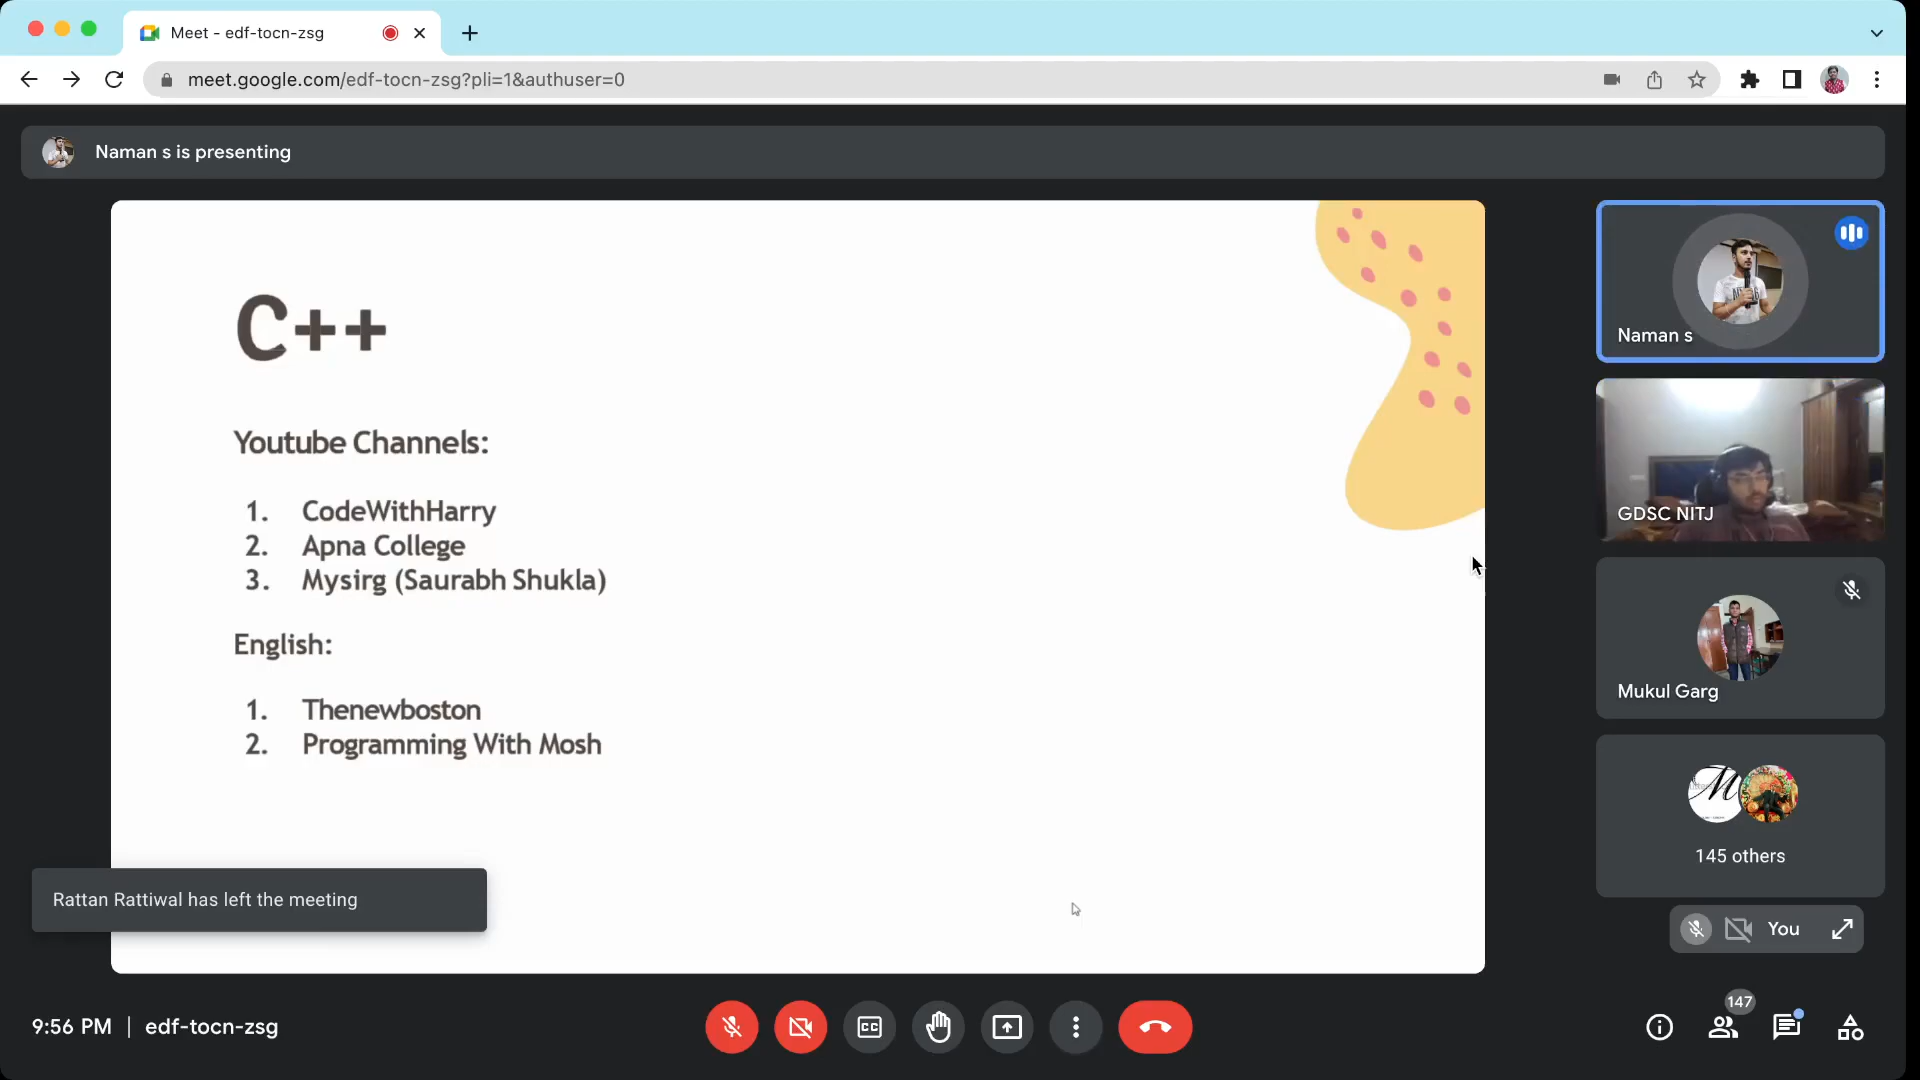 Meet - edf-tocn-zsg
meet.google.com/edf-tocn-zsg?pli=1&authuser=0
Naman s is presenting
C++
Youtube Channels:
1. CodeWithHarry
2. Apna College
3. Mysirg (Saurabh Shukla)
English:
1. Thenewboston
2. Programming With Mosh
Naman s
GDSC NITJ
Mukul Garg
M
145 others
Rattan Rattiwal has left the meeting
You
9:56 PM | edf-tocn-zsg
CC
147